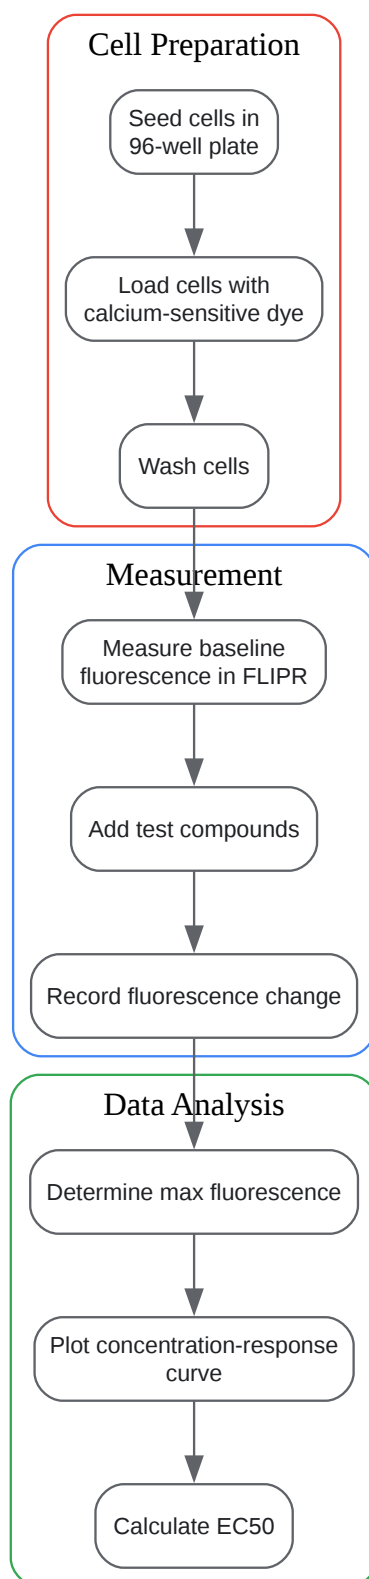 Cell Preparation
Seed cells in
96-well plate
Load cells with
calcium-sensitive dye
Wash cells
Measurement
Measure baseline
fluorescence in FLIPR
Add test compounds
Record fluorescence change
Data Analysis
Determine max fluorescence
Plot concentration-response
curve
Calculate EC50